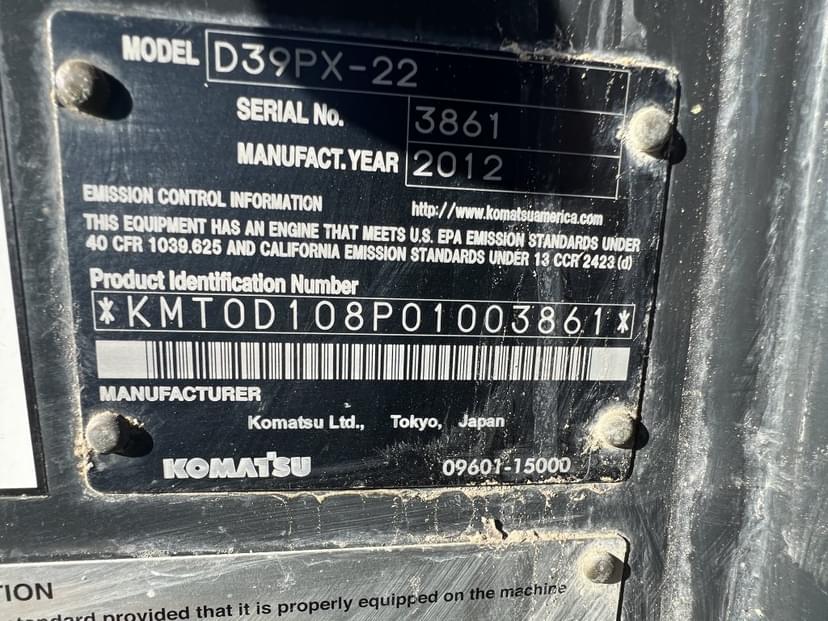 MODEL D39PX-22
SERIAL No. 3861
MANUFACT.YEAR 2012
EMISSION CONTROL INFORMATION http://www.komatsuamerica.com
THIS EQUIPMENT HAS AN ENGINE THAT MEETS U.S. EPA EMISSION STANDARDS UNDER
40 CFR 1039.625 AND CALIFORNIA EMISSION STANDARDS UNDER 13 CCR 2423 (d)
Product Identification Number
*KMT0D108P01003861*
MANUFACTURER
Komatsu Ltd., Tokyo, Japan
KOMATSU 09601-15000
provided that it is properly equipped on the machine